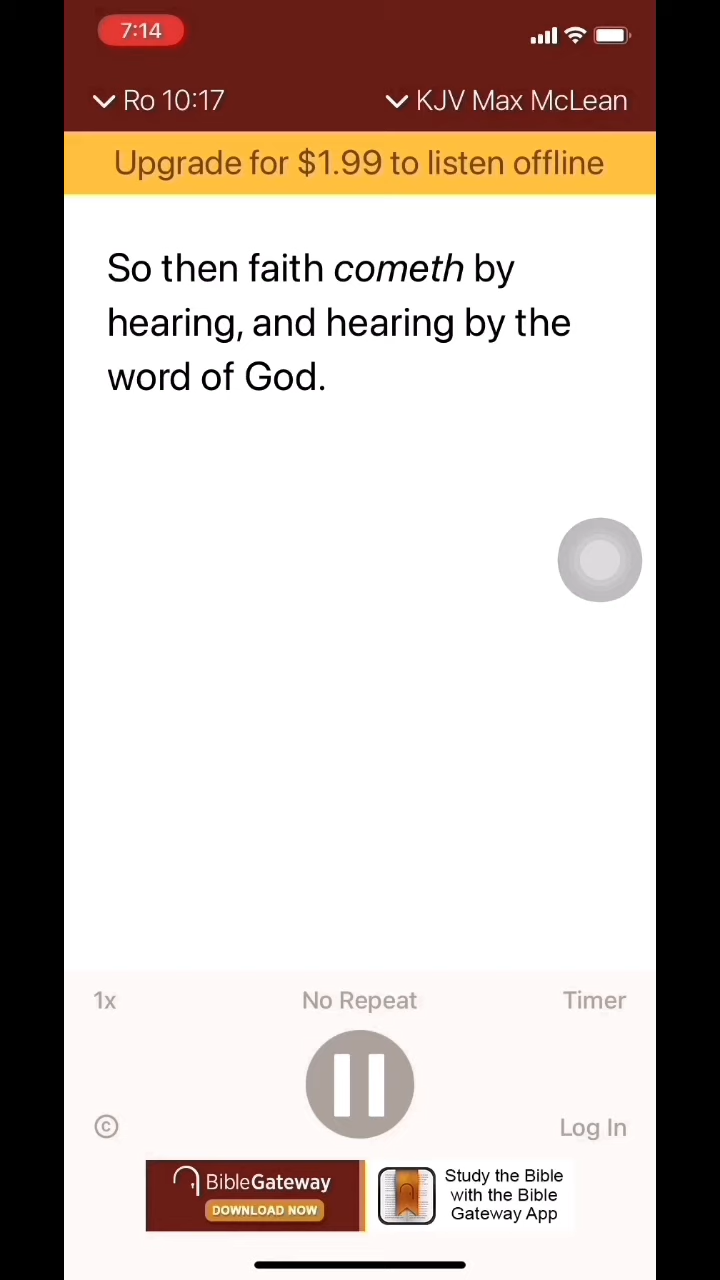 7:14
Ro 10:17
KJV Max McLean
Upgrade for $1.99 to listen offline
So then faith cometh by
hearing, and hearing by the
word of God.
1x
No Repeat
Timer
©
Log In
BibleGateway
DOWNLOAD NOW
Study the Bible
with the Bible
Gateway App